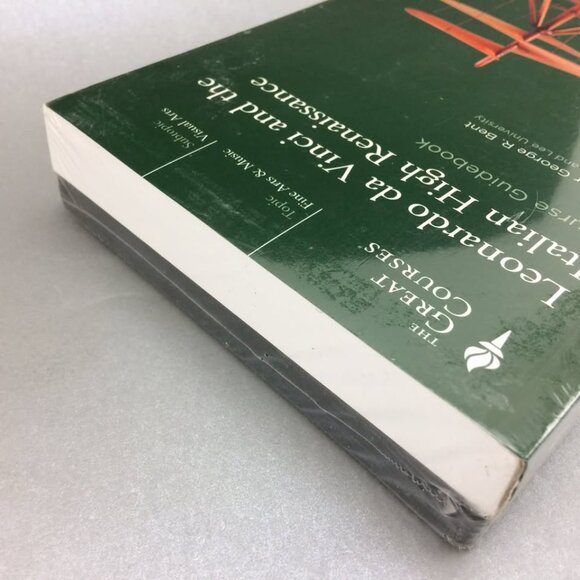 THE
GREAT
COURSES
Topic
Fine Arts & Music
Subtopic
Visual Arts
Leonardo da Vinci and the
Italian High Renaissance
Guidebook
George R. Bent
and Lee University